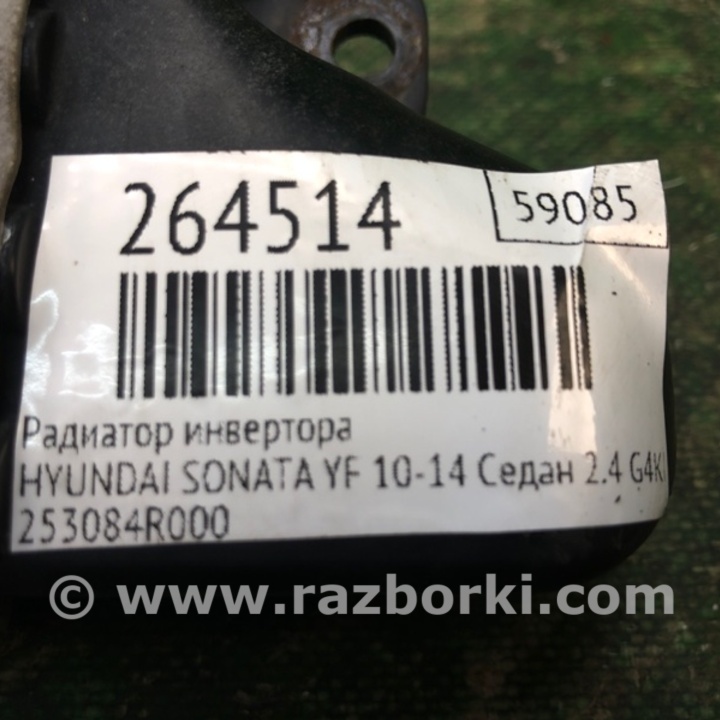 264514
59085
Радиатор инвертора
HYUNDAI SONATA YF 10-14 Седан 2.4
253084R000
© www.razborki.com